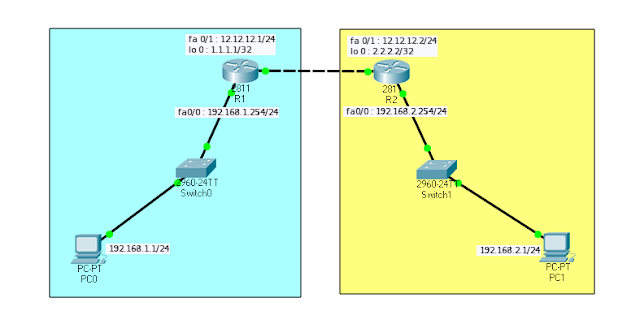 fa 0/1 : 12.12.12.1/24
lo 0 : 1.1.1.1/32
2811
R1
fa0/0 : 192.168.1.254/24
2960-24TT
Switch0
192.168.1.1/24
PC-PT
PC0
fa 0/1 : 12.12.12.2/24
lo 0 : 2.2.2.2/32
281
R2
fa0/0 : 192.168.2.254/24
2960-24TT
Switch1
192.168.2.1/24
PC-PT
PC1